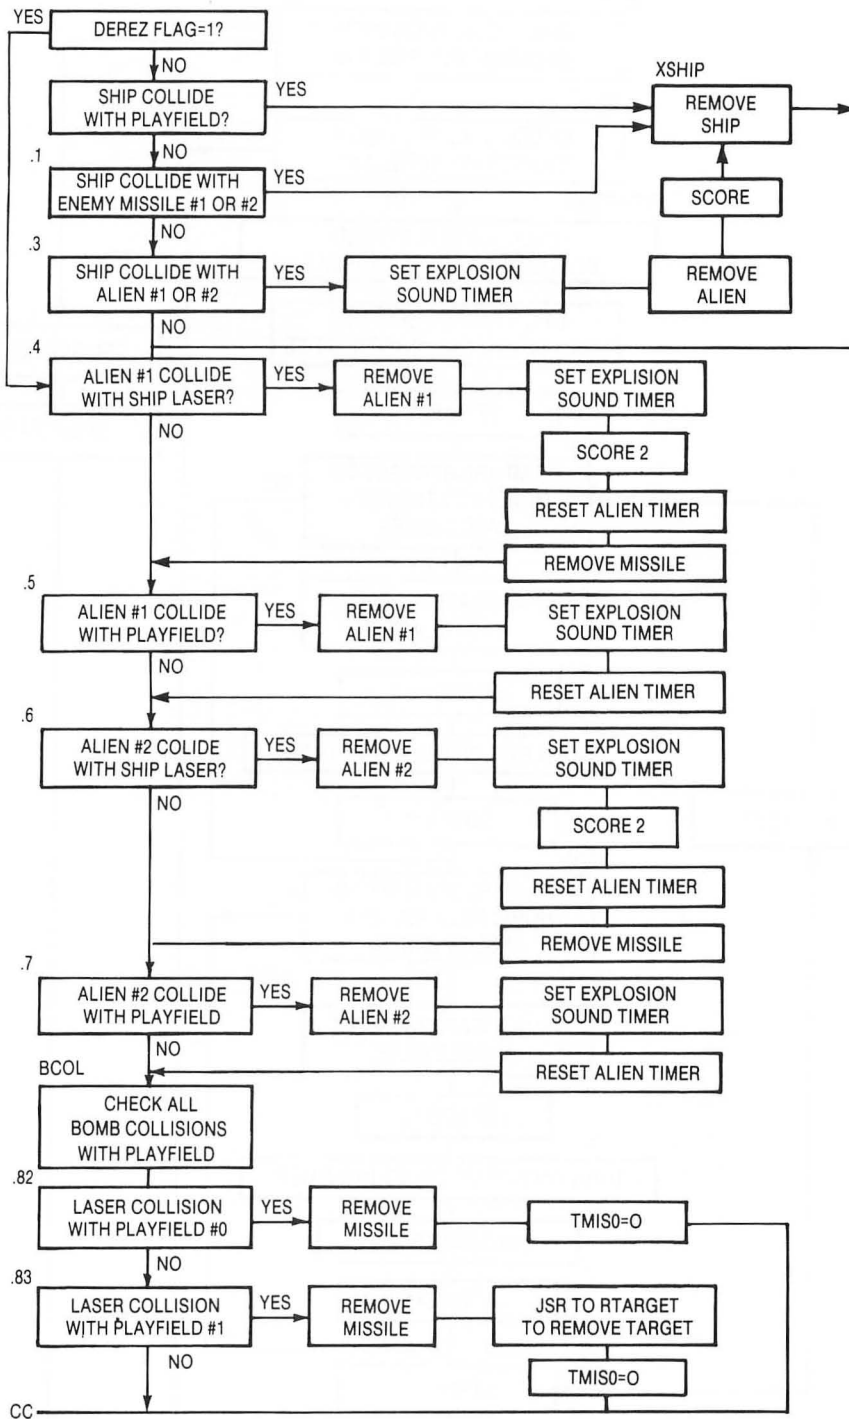 YES
DEREZ FLAG=1?
NO
SHIP COLLIDE
WITH PLAYFIELD?
YES
XSHIP
REMOVE
SHIP
NO
.1
SHIP COLLIDE WITH
ENEMY MISSILE #1 OR #2
YES
SCORE
NO
.3
SHIP COLLIDE WITH
ALIEN #1 OR #2
YES
SET EXPLOSION
SOUND TIMER
REMOVE
ALIEN
NO
.4
ALIEN #1 COLLIDE
WITH SHIP LASER?
YES
REMOVE
ALIEN #1
SET EXPLISION
SOUND TIMER
NO
SCORE 2
RESET ALIEN TIMER
REMOVE MISSILE
.5
ALIEN #1 COLLIDE
WITH PLAYFIELD?
YES
REMOVE
ALIEN #1
SET EXPLOSION
SOUND TIMER
NO
RESET ALIEN TIMER
.6
ALIEN #2 COLIDE
WITH SHIP LASER?
YES
REMOVE
ALIEN #2
SET EXPLOSION
SOUND TIMER
NO
SCORE 2
RESET ALIEN TIMER
REMOVE MISSILE
.7
ALIEN #2 COLLIDE
WITH PLAYFIELD
YES
REMOVE
ALIEN #2
SET EXPLOSION
SOUND TIMER
NO
RESET ALIEN TIMER
BCOL
CHECK ALL
BOMB COLLISIONS
WITH PLAYFIELD
.82
LASER COLLISION
WITH PLAYFIELD #0
YES
REMOVE
MISSILE
TMIS0=O
NO
.83
LASER COLLISION
WITH PLAYFIELD #1
YES
REMOVE
MISSILE
JSR TO RTARGET
TO REMOVE TARGET
NO
TMIS0=O
CC